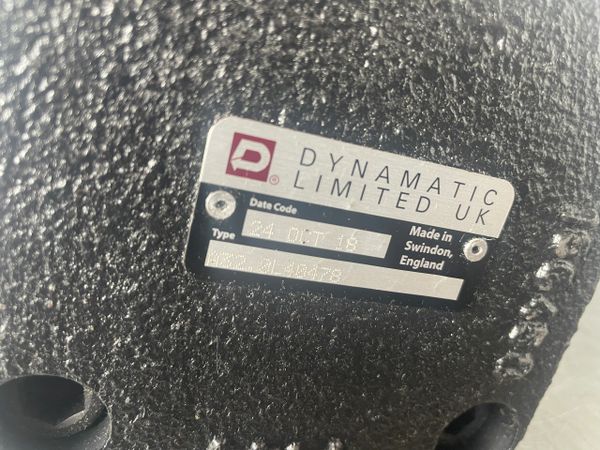 D
®
DYNAMATIC
LIMITED UK
Date Code
24 OCT 18
Made in
Swindon,
England
Type